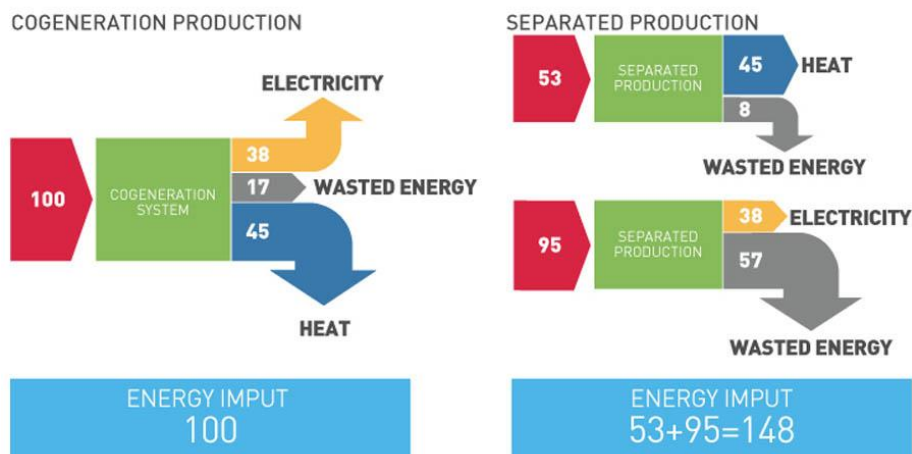 COGENERATION PRODUCTION
ELECTRICITY
100
COGENERATION
SYSTEM
38
17
WASTED ENERGY
45
HEAT
ENERGY IMPUT
100
SEPARATED PRODUCTION
53
SEPARATED
PRODUCTION
45
HEAT
8
WASTED ENERGY
95
SEPARATED
PRODUCTION
38
ELECTRICITY
57
WASTED ENERGY
ENERGY IMPUT
53+95=148